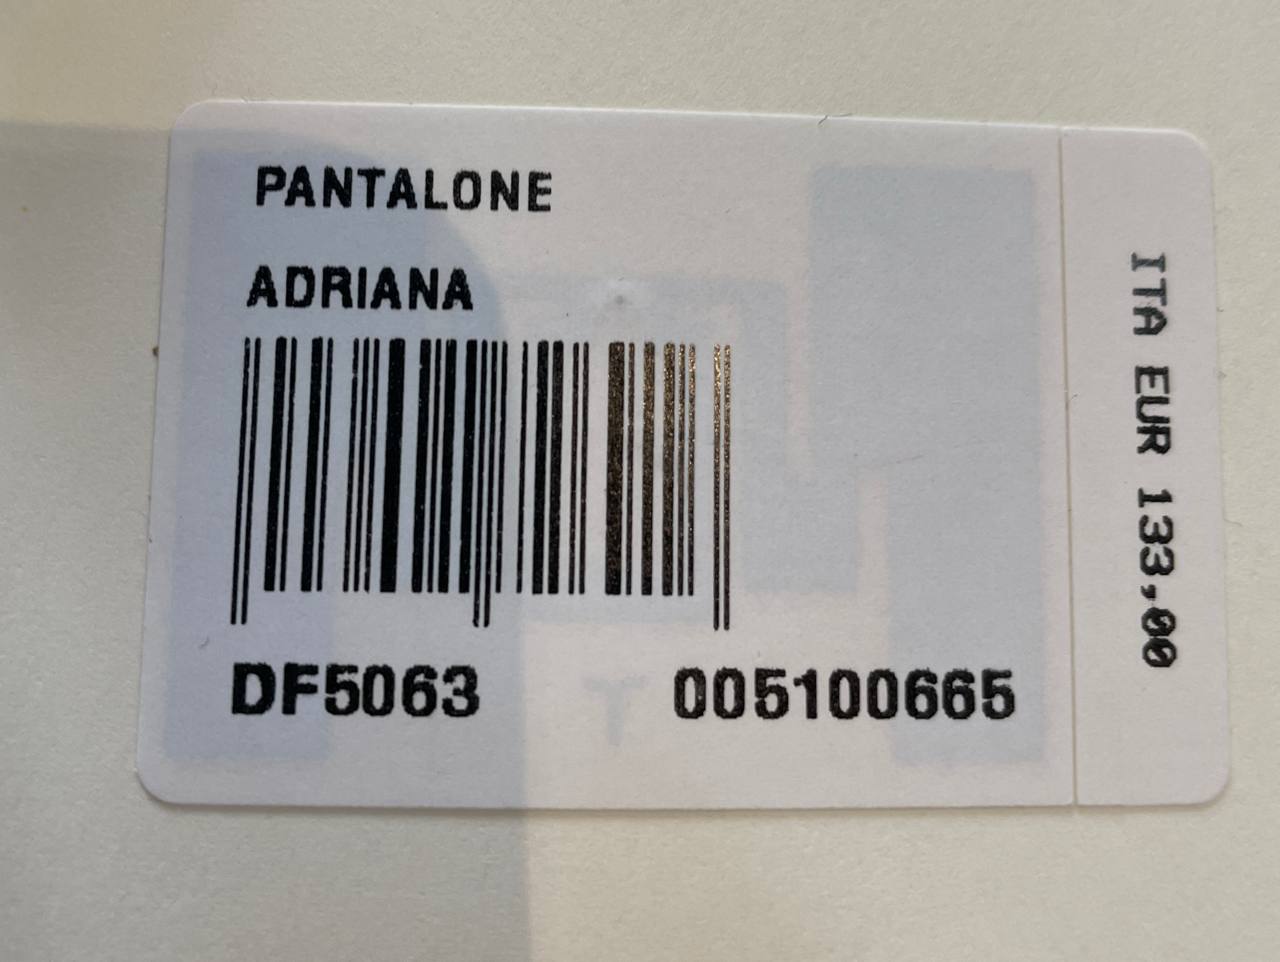 PANTALONE
ADRIANA
DF5063 005100665
ITA EUR 133,00